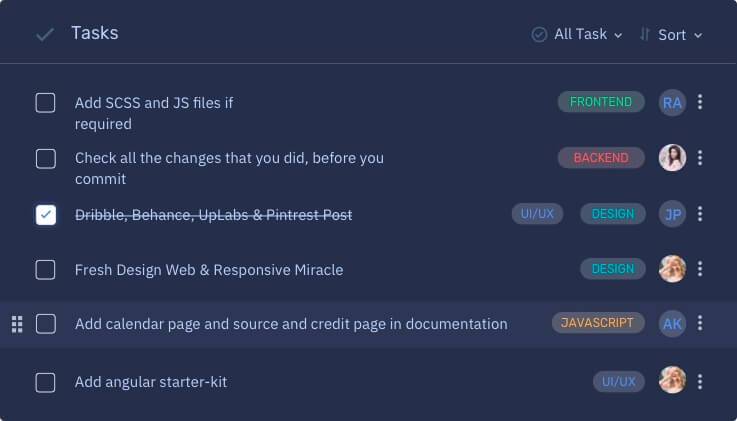 Tasks
All Task
Sort
Add SCSS and JS files if
required
FRONTEND
RA
Check all the changes that you did, before you
commit
BACKEND
Dribble, Behance, UpLabs & Pintrest Post
UI/UX
DESIGN
JP
Fresh Design Web & Responsive Miracle
DESIGN
Add calendar page and source and credit page in documentation
JAVASCRIPT
AK
Add angular starter-kit
UI/UX